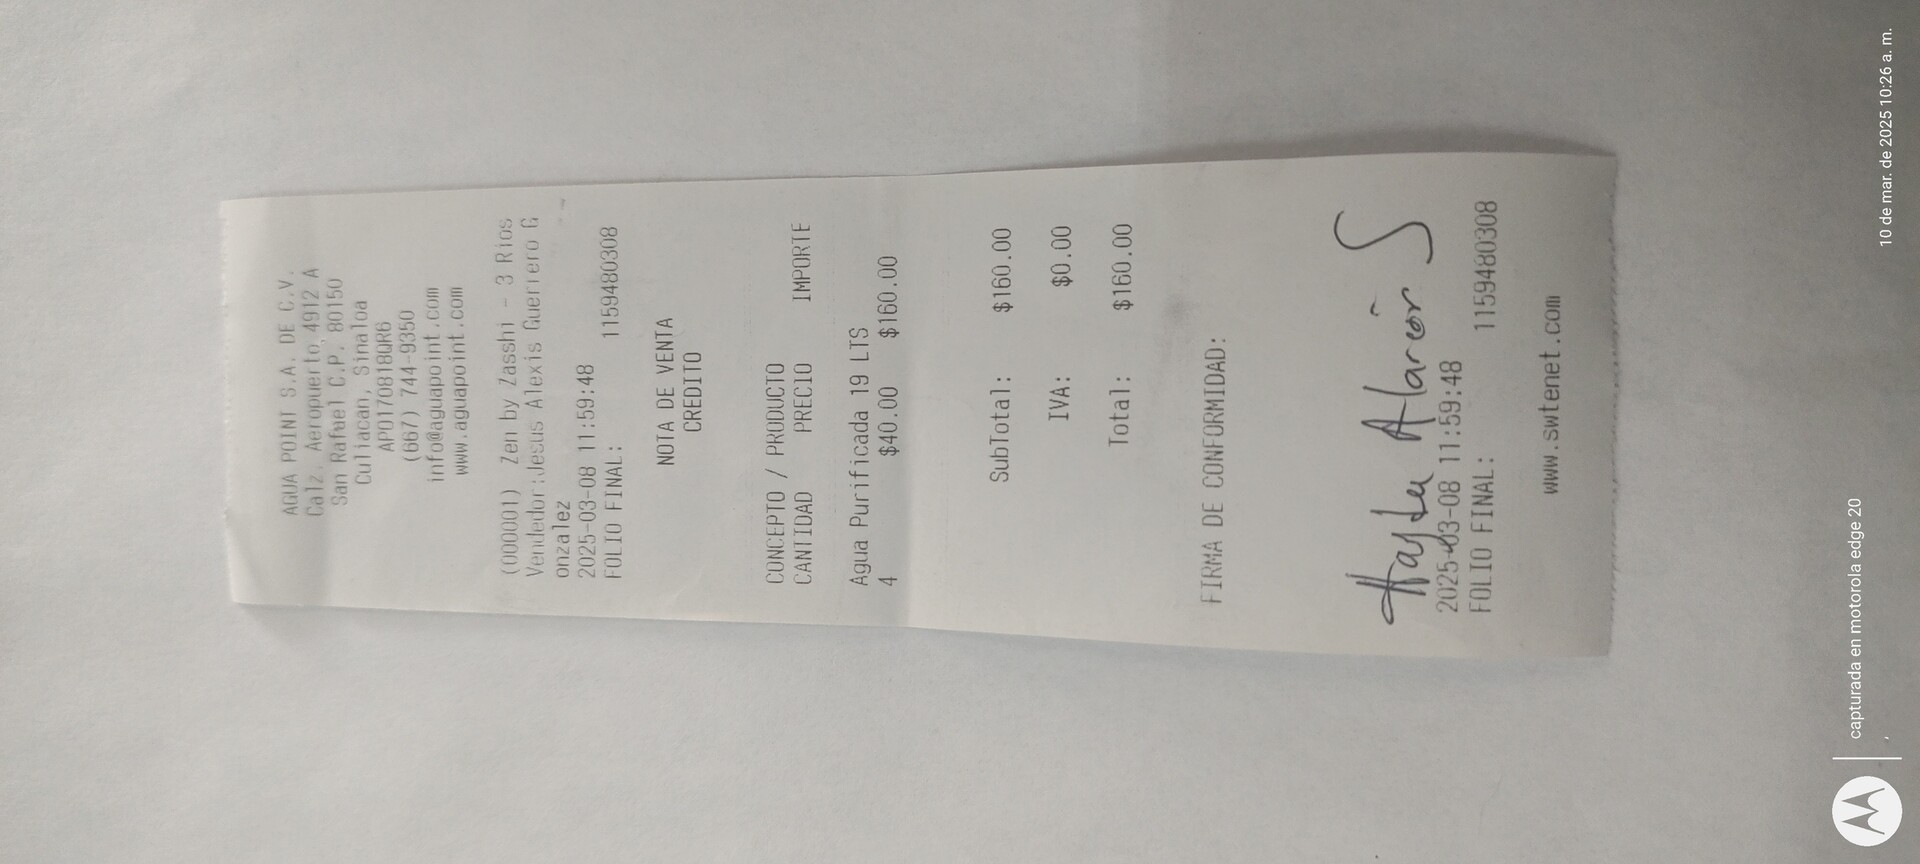 AGUA POINT S.A. DE C.V.
Calz. Aeropuerto, 4912 A
San Rafael C.P. 80150
Culiacan, Sinaloa
APO170818QR6
(667) 744-9350
info@aguapoint.com
www.aguapoint.com
(000001) Zen by Zasshi - 3 Rios
Vendedor:Jesus Alexis Guerrero G
onzalez
2025-03-08 11:59:48
FOLIO FINAL: 1159480308
NOTA DE VENTA
CREDITO
CONCEPTO / PRODUCTO
CANTIDAD PRECIO IMPORTE
Agua Purificada 19 LTS
4 $40.00 $160.00
SubTotal: $160.00
IVA: $0.00
Total: $160.00
FIRMA DE CONFORMIDAD:
Alarcón S
2025-03-08 11:59:48
FOLIO FINAL: 1159480308
www.swtenet.com
capturada en motorola edge 20
10 de mar. de 2025 10:26 a. m.